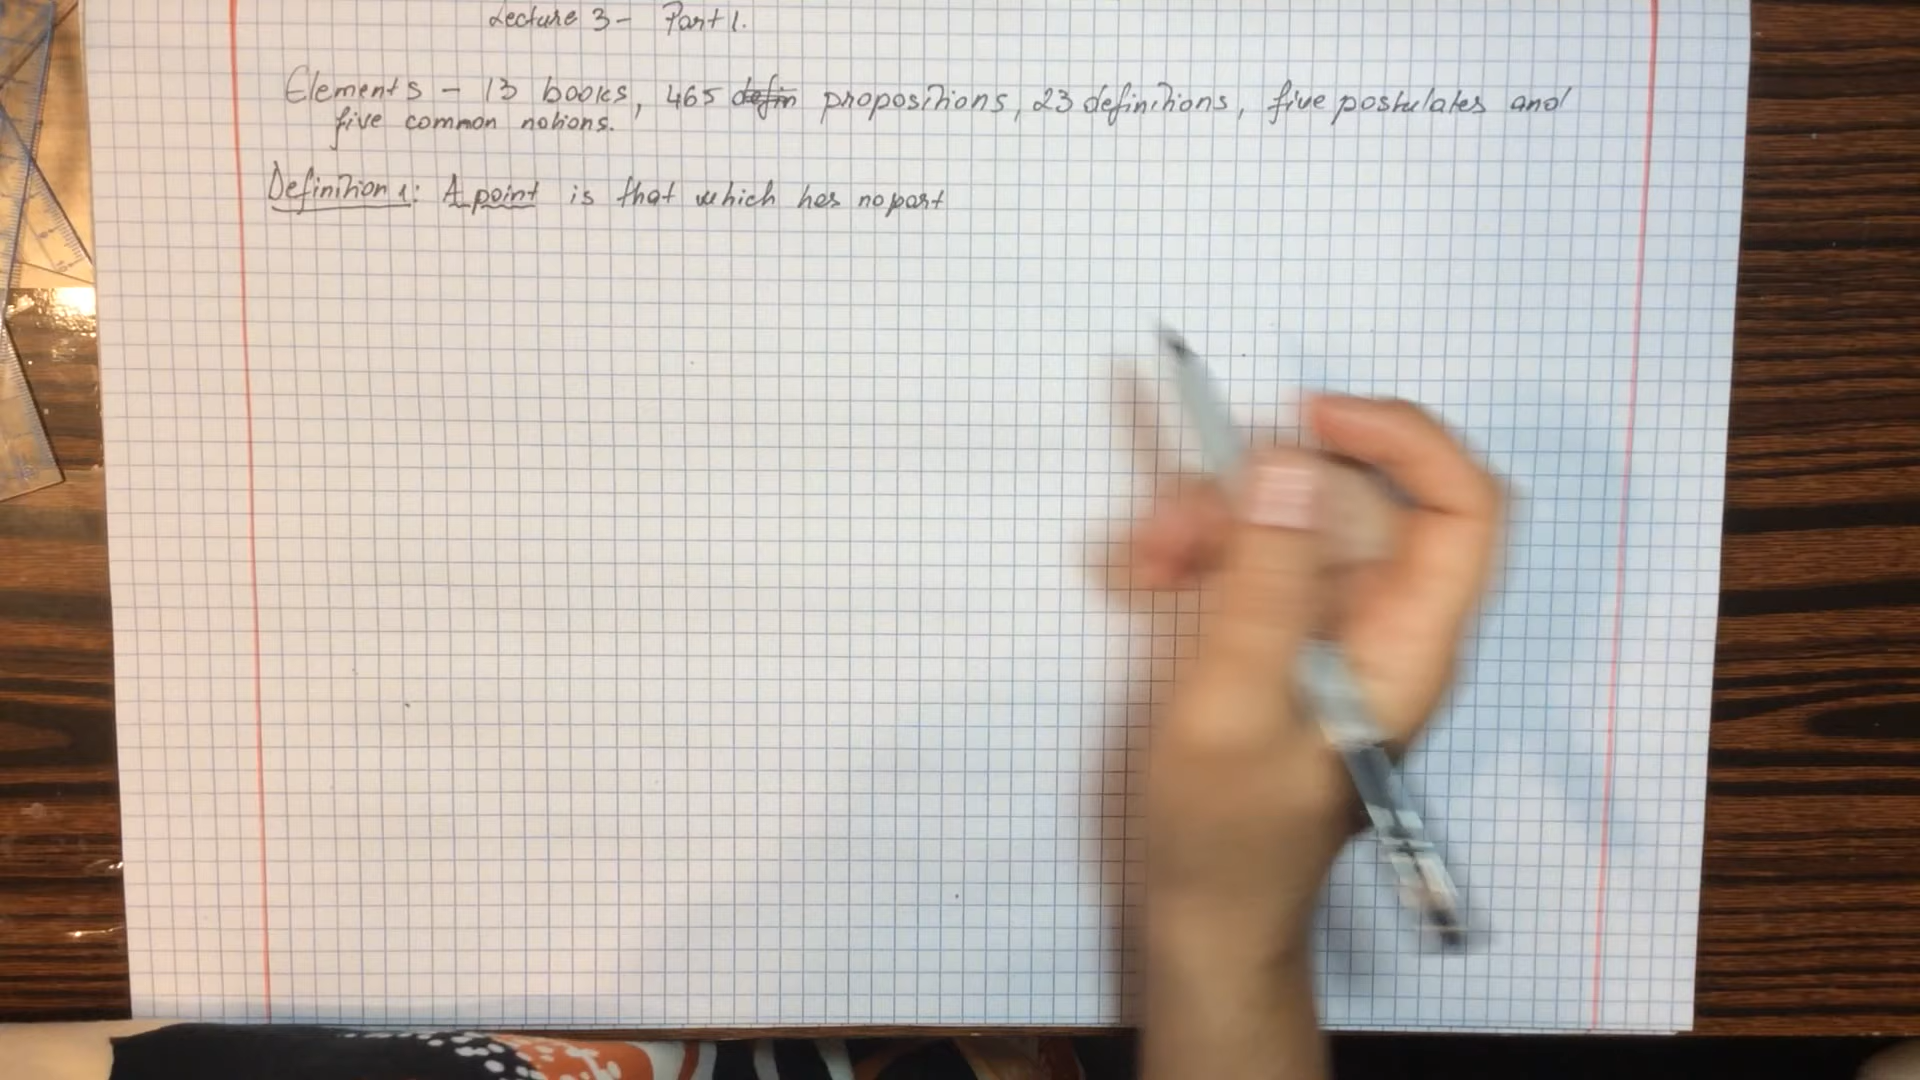 Lecture 3 - Part 1.
Elements - 13 books, 465 defin propositions, 23 definitions, five postulates and
five common notions.
Definition 1: A point is that which has no part